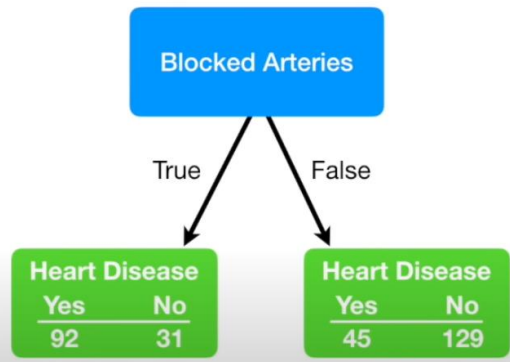 Blocked Arteries
True False
Heart Disease Heart Disease
Yes No Yes No
92 31 45 129